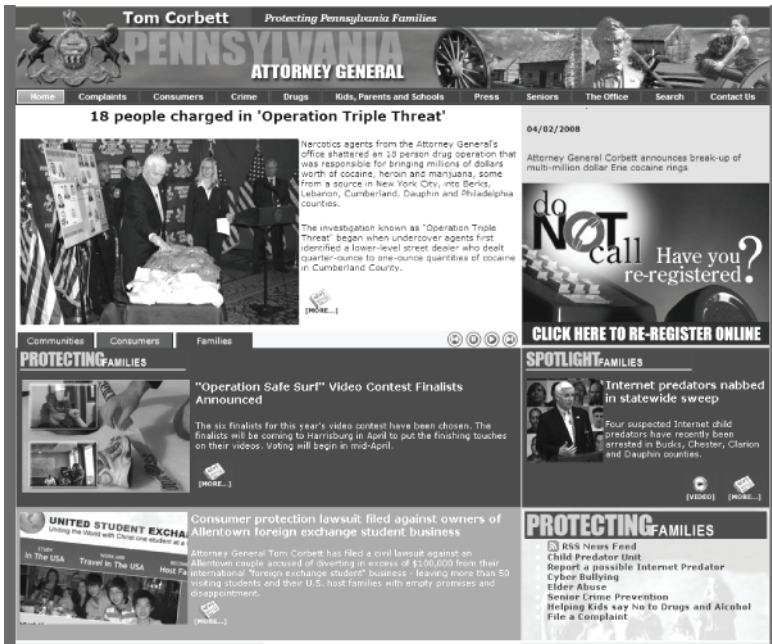 Tom Corbett
Protecting Pennsylvania Families
PENNSYLVANIA
ATTORNEY GENERAL
Home
Complaints
Consumers
Crime
Drugs
Kids, Parents and Schools
Press
Seniors
The Office
Search
Contact Us
18 people charged in 'Operation Triple Threat'
Narcotics agents from the Attorney General's
office shattered an 18 person drug operation that
was responsible for bringing millions of dollars
worth of cocaine, heroin and marijuana, some
from a source in New York City, into Berks,
Lebanon, Cumberland, Dauphin and Philadelphia
counties.
The investigation known as "Operation Triple
Threat" began when undercover agents first
identified a lower-level street dealer who dealt
quarter-ounce to one-ounce quantities of cocaine
in Cumberland County.
[MORE...]
04/02/2008
Attorney General Corbett announces break-up of
multi-million dollar Erie cocaine rings
do
NOT
call
Have you
re-registered?
CLICK HERE TO RE-REGISTER ONLINE
Communities
Consumers
Families
PROTECTING FAMILIES
"Operation Safe Surf" Video Contest Finalists
Announced
The six finalists for this year's video contest have been chosen. The
finalists will be coming to Harrisburg in April to put the finishing touches
on their videos. Voting will begin in mid-April.
[MORE...]
SPOTLIGHT FAMILIES
Internet predators nabbed
in statewide sweep
Four suspected Internet child
predators have recently been
arrested in Bucks, Chester, Clarion
and Dauphin counties.
[VIDEO]
[MORE...]
UNITED STUDENT EXCHA
Uniting the World with Christ one student at a
STUDY
In The USA
WORK AND
Travel In The USA
Host Fa
Consumer protection lawsuit filed against owners of
Allentown foreign exchange student business
Attorney General Tom Corbett has filed a civil lawsuit against an
Allentown couple accused of diverting in excess of $100,000 from their
international "foreign exchange student" business - leaving more than 50
visiting students and their U.S. host families with empty promises and
disappointment.
[MORE...]
PROTECTING FAMILIES
RSS News Feed
Child Predator Unit
Report a possible Internet Predator
Cyber Bullying
Elder Abuse
Senior Crime Prevention
Helping Kids say No to Drugs and Alcohol
File a Complaint